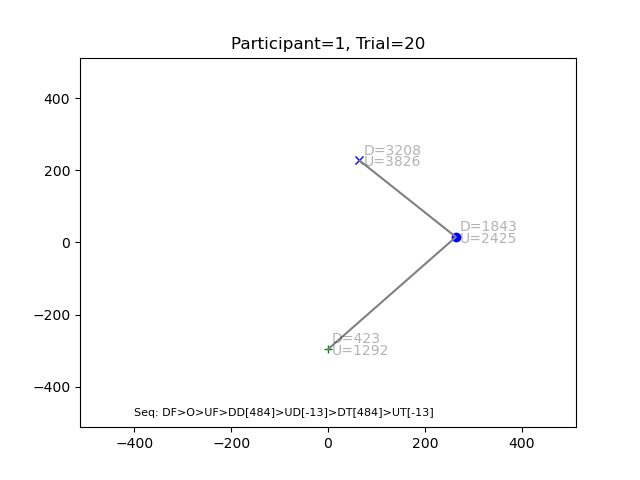 Participant=1, Trial=20
400
200
0
−200
−400
D=3208
U=3826
D=1843
U=2425
D=423
U=1292
Seq: DF>O>UF>DD[484]>UD[-13]>DT[484]>UT[-13]
−400
−200
0
200
400